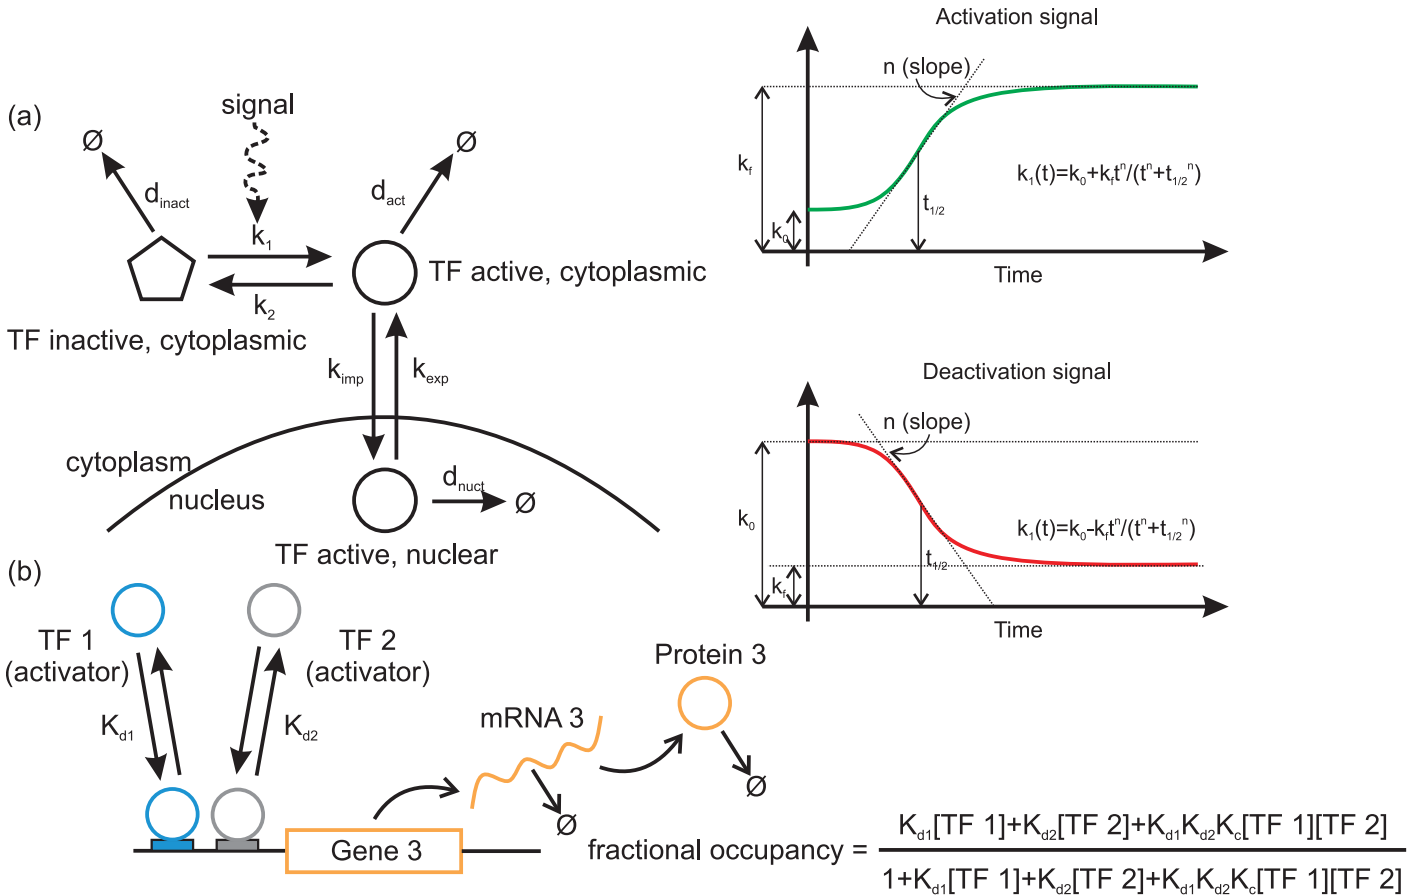 (a)
signal
Ø
Ø
d_inact
d_act
k_1
k_2
TF active, cytoplasmic
TF inactive, cytoplasmic
k_imp
k_exp
cytoplasm
nucleus
d_nuct
Ø
TF active, nuclear
Activation signal
n (slope)
k_f
k_0
t_1/2
k_1(t)=k_0+k_ft^n/(t^n+t_1/2^n)
Time
Deactivation signal
n (slope)
k_0
k_f
t_1/2
k_1(t)=k_0-k_ft^n/(t^n+t_1/2^n)
Time
(b)
TF 1
(activator)
TF 2
(activator)
K_d1
K_d2
Gene 3
mRNA 3
Ø
Protein 3
Ø
fractional occupancy =
K_d1[TF 1]+K_d2[TF 2]+K_d1K_d2K_c[TF 1][TF 2]
1+K_d1[TF 1]+K_d2[TF 2]+K_d1K_d2K_c[TF 1][TF 2]